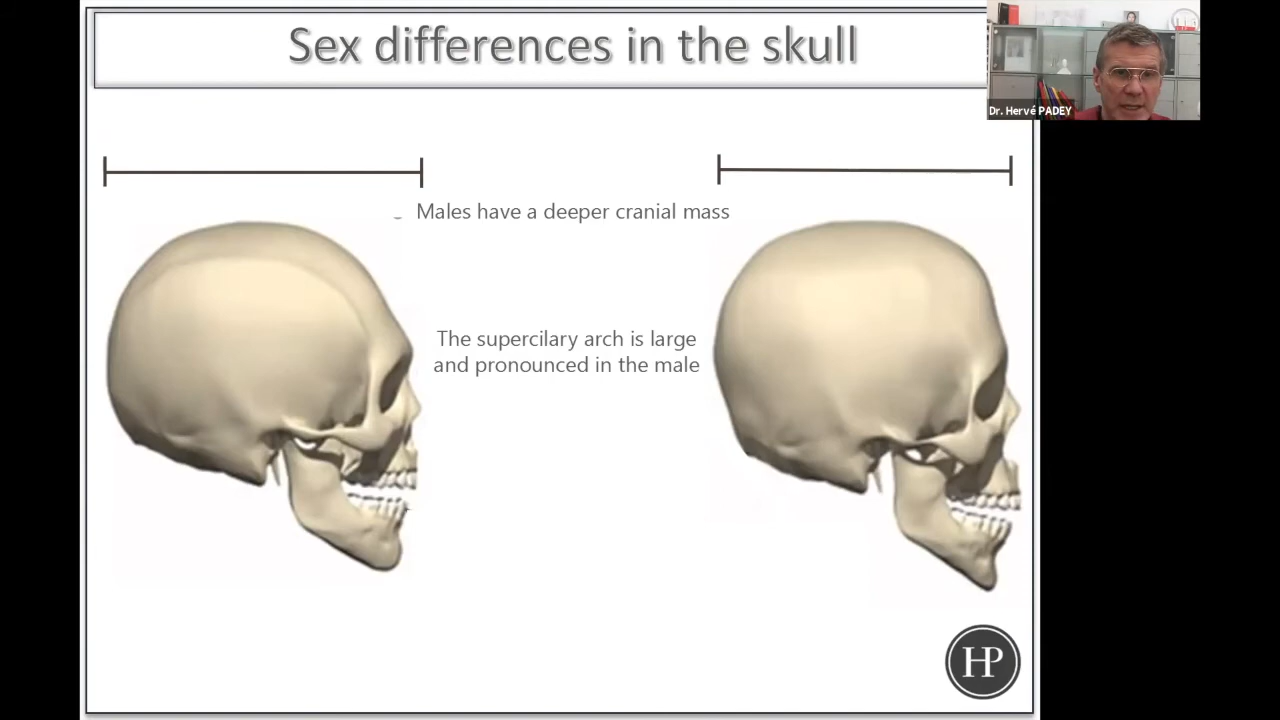 Sex differences in the skull
Dr. Hervé PADEY
Males have a deeper cranial mass
The supercilary arch is large
and pronounced in the male
HP